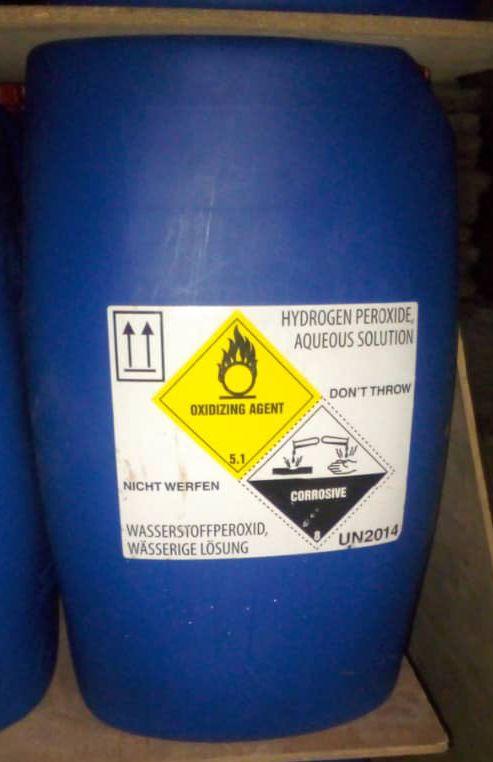 HYDROGEN PEROXIDE,
AQUEOUS SOLUTION
OXIDIZING AGENT
5.1
DON'T THROW
CORROSIVE
8
NICHT WERFEN
WASSERSTOFFPEROXID,
WÄSSERIGE LÖSUNG
UN2014